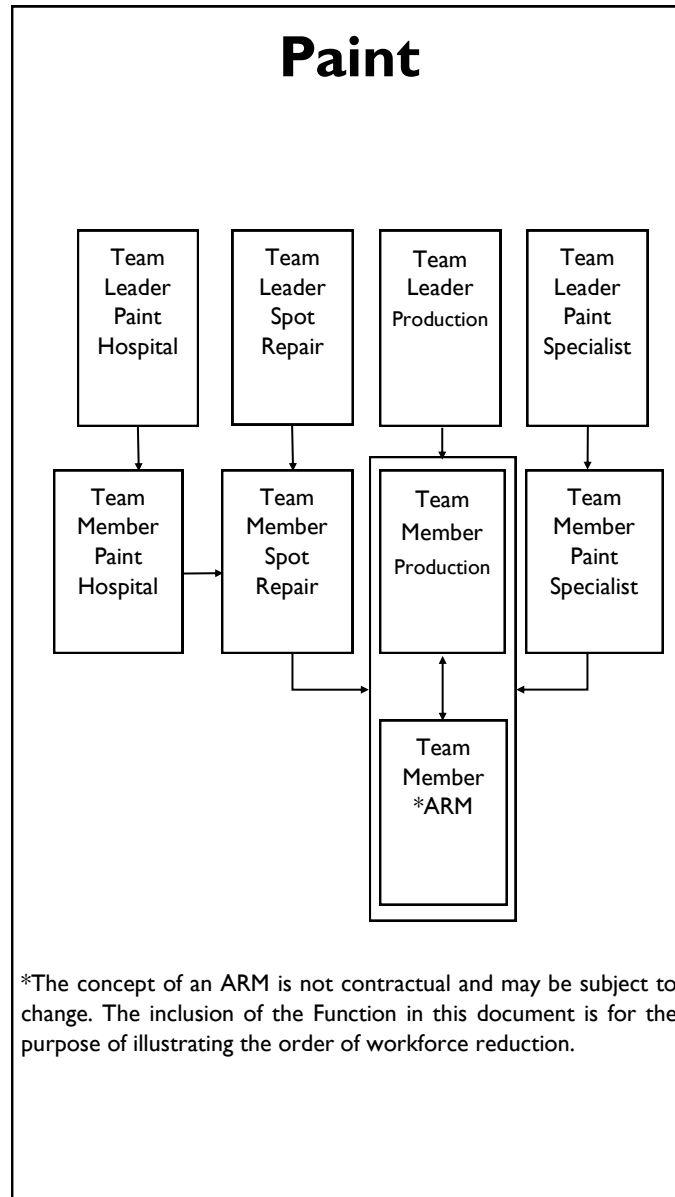 Paint
Team
Leader
Paint
Hospital
Team
Leader
Spot
Repair
Team
Leader
Production
Team
Leader
Paint
Specialist
Team
Member
Paint
Hospital
Team
Member
Spot
Repair
Team
Member
Production
Team
Member
Paint
Specialist
Team
Member
*ARM
*The concept of an ARM is not contractual and may be subject to
change. The inclusion of the Function in this document is for the
purpose of illustrating the order of workforce reduction.